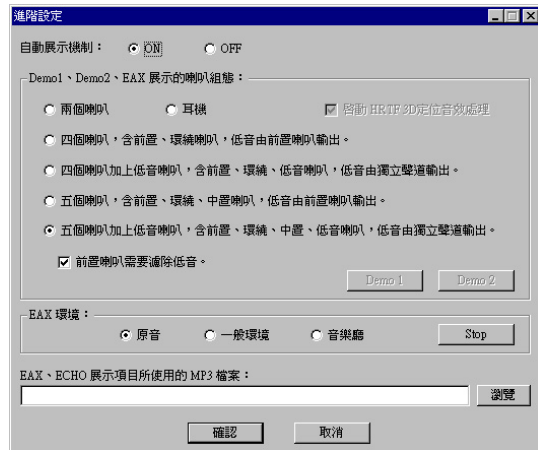 進階設定
自動展示機制： ON OFF
Demo1、Demo2、EAX 展示的喇叭組態：
兩個喇叭 耳機 啓動 HRTF 3D定位音效處理
四個喇叭，含前置、環繞喇叭，低音由前置喇叭輸出。
四個喇叭加上低音喇叭，含前置、環繞、低音喇叭，低音由獨立聲道輸出。
五個喇叭，含前置、環繞、中置喇叭，低音由前置喇叭輸出。
五個喇叭加上低音喇叭，含前置、環繞、中置、低音喇叭，低音由獨立聲道輸出。
前置喇叭需要濾除低音。
Demo 1 Demo 2
EAX 環境：
原音 一般環境 音樂廳 Stop
EAX、ECHO 展示項目所使用的 MP3 檔案：
瀏覽
確認 取消